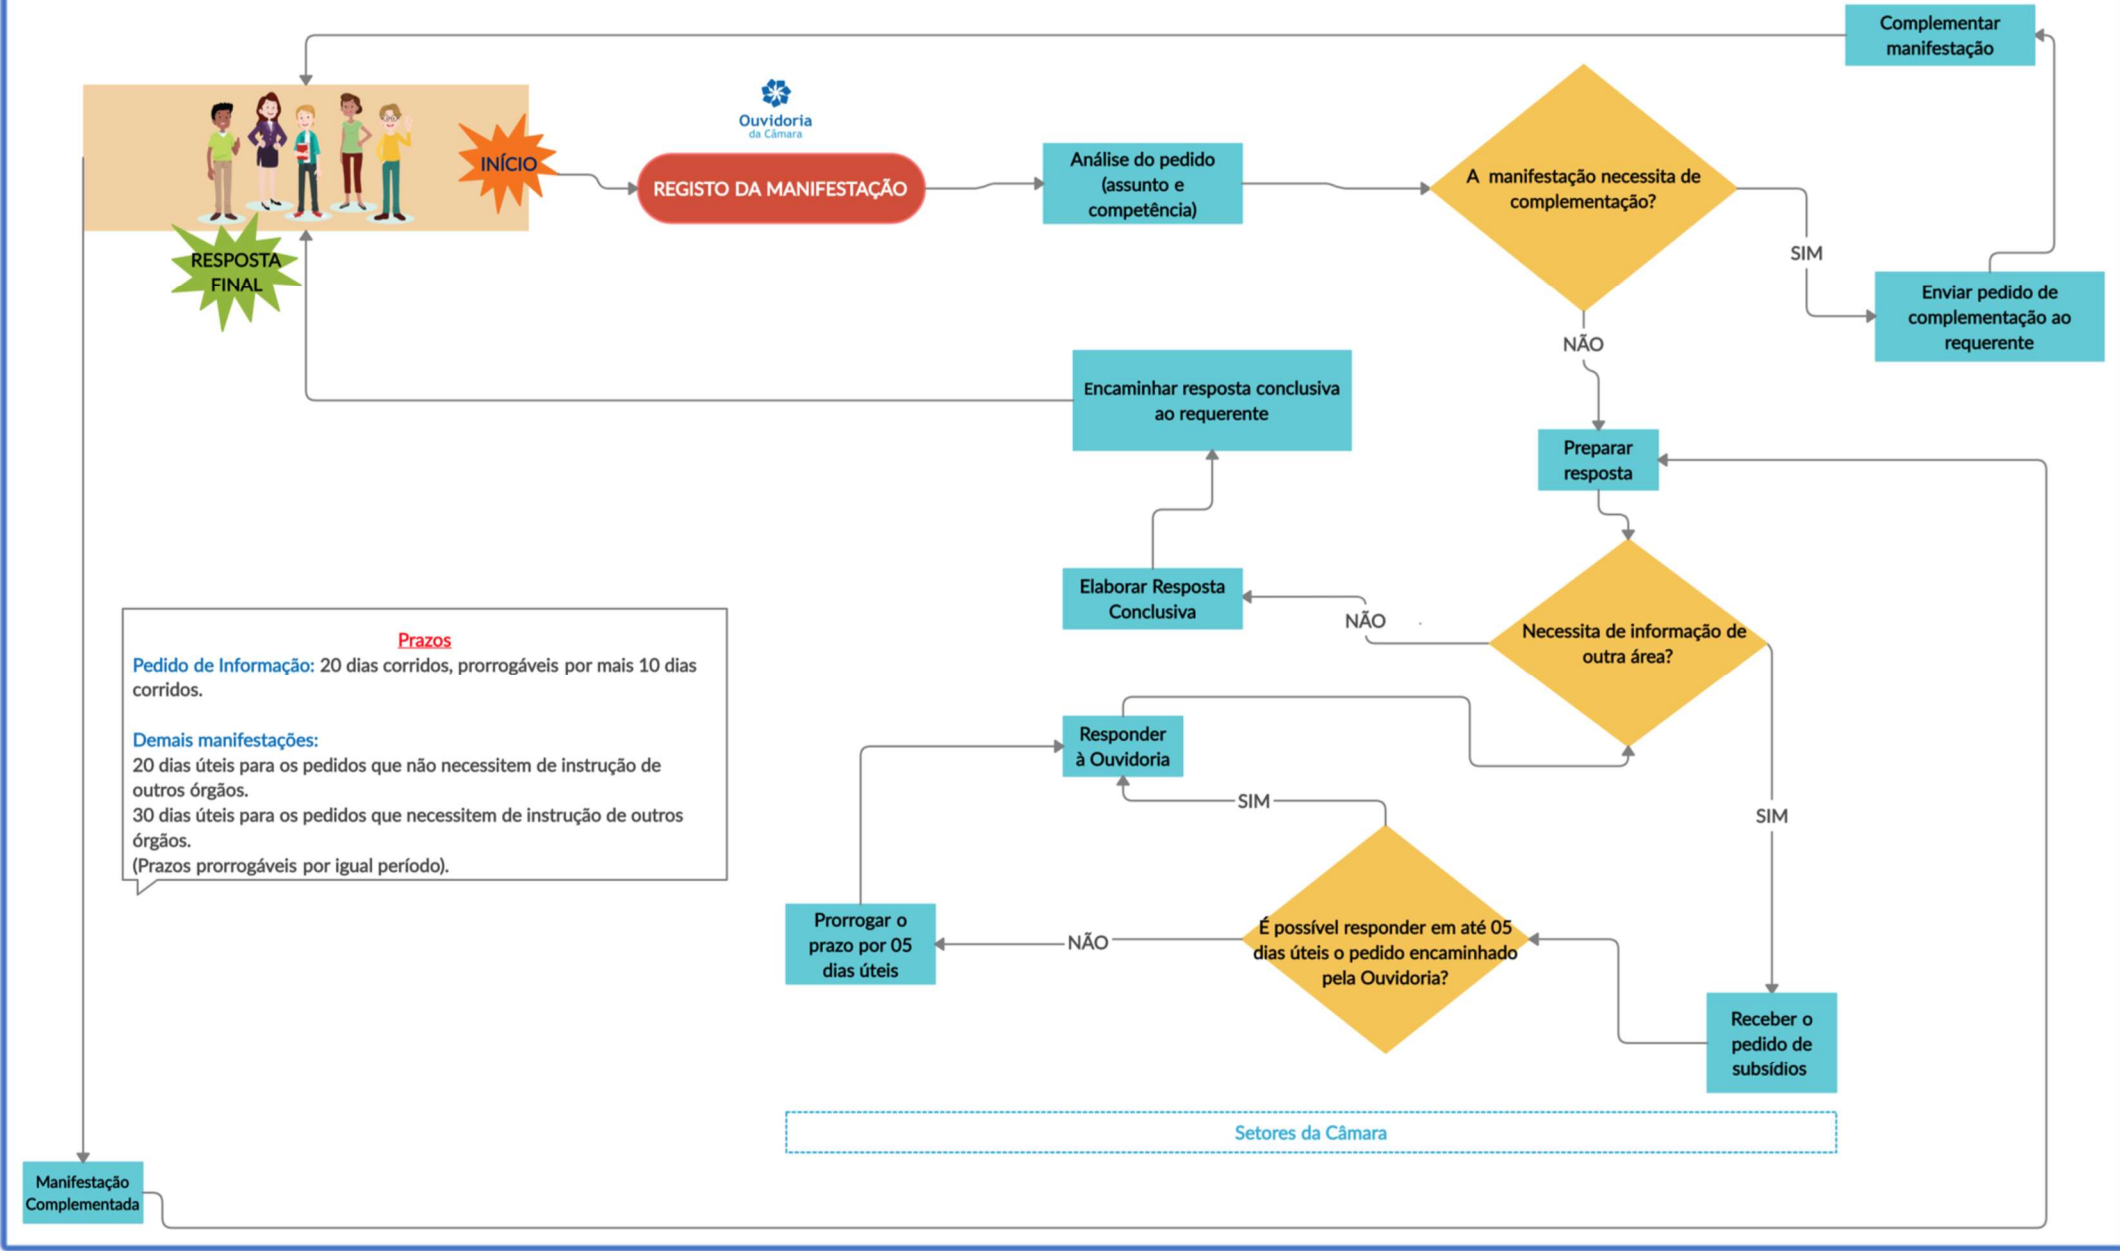 Complementar
manifestação
Ouvidoria
da Câmara
INÍCIO
REGISTO DA MANIFESTAÇÃO
Análise do pedido
(assunto e
competência)
A manifestação necessita de
complementação?
SIM
Enviar pedido de
complementação ao
requerente
RESPOSTA
FINAL
NÃO
Encaminhar resposta conclusiva
ao requerente
Preparar
resposta
Elaborar Resposta
Conclusiva
NÃO
Necessita de informação de
outra área?
Prazos
Pedido de Informação: 20 dias corridos, prorrogáveis por mais 10 dias
corridos.
Demais manifestações:
20 dias úteis para os pedidos que não necessitem de instrução de
outros órgãos.
30 dias úteis para os pedidos que necessitem de instrução de outros
órgãos.
(Prazos prorrogáveis por igual período).
Responder
à Ouvidoria
SIM
SIM
Prorrogar o
prazo por 05
dias úteis
NÃO
É possível responder em até 05
dias úteis o pedido encaminhado
pela Ouvidoria?
Receber o
pedido de
subsídios
Setores da Câmara
Manifestação
Complementada